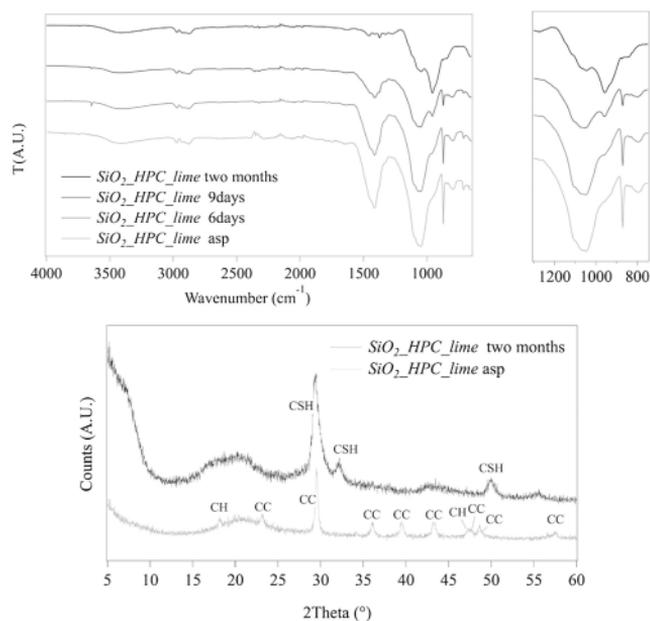 T(A.U.)
SiO2_HPC_lime two months
SiO2_HPC_lime 9days
SiO2_HPC_lime 6days
SiO2_HPC_lime asp
4000 3500 3000 2500 2000 1500 1000
Wavenumber (cm-1)
1200 1000 800
Counts (A.U.)
SiO2_HPC_lime two months
SiO2_HPC_lime asp
CSH
CSH
CSH
CH
CC
CC
CC
CC
CC
CH
CC
CC
CC
5 10 15 20 25 30 35 40 45 50 55 60
2Theta (°)